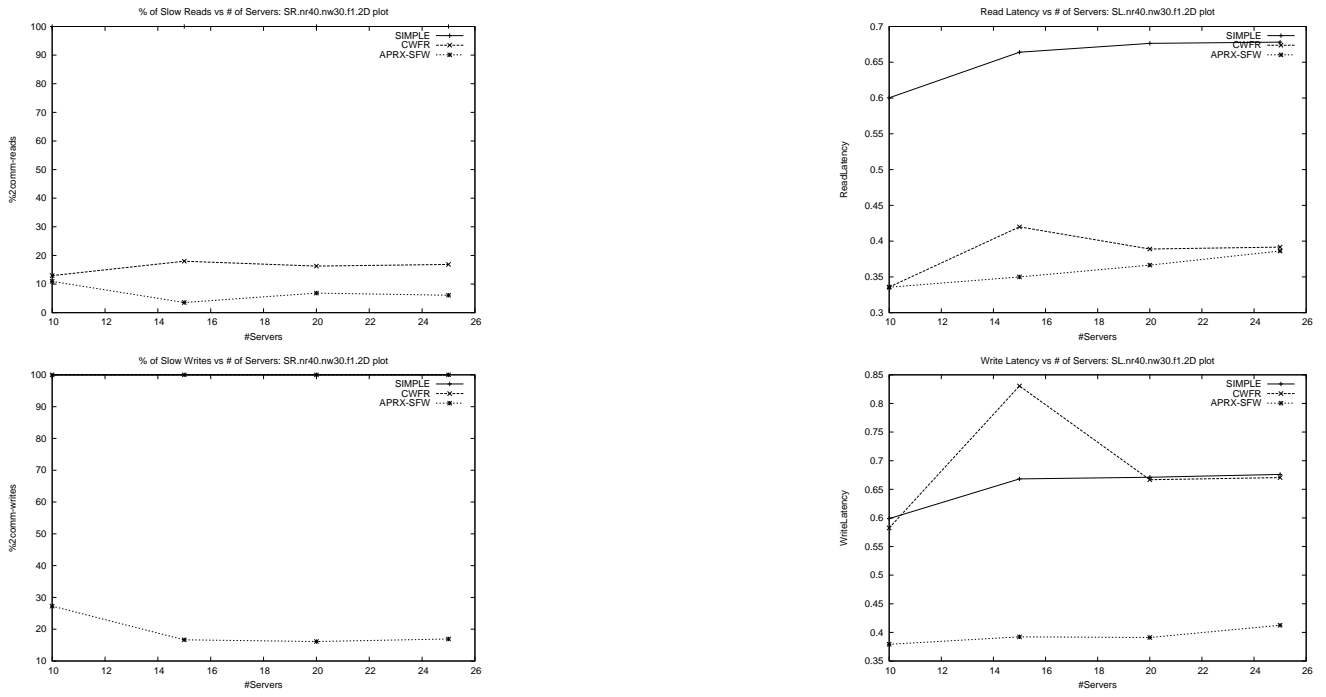 % of Slow Reads vs # of Servers: SR.nr40.nw30.f1.2D plot
100
90
80
70
60
50
40
30
20
10
0
%2comm-reads
SIMPLE
CWFR
APRX-SFW
10 12 14 16 18 20 22 24 26
#Servers
Read Latency vs # of Servers: SL.nr40.nw30.f1.2D plot
0.7
0.65
0.6
0.55
0.5
0.45
0.4
0.35
0.3
ReadLatency
SIMPLE
CWFR
APRX-SFW
10 12 14 16 18 20 22 24 26
#Servers
% of Slow Writes vs # of Servers: SR.nr40.nw30.f1.2D plot
100
90
80
70
60
50
40
30
20
10
%2comm-writes
SIMPLE
CWFR
APRX-SFW
10 12 14 16 18 20 22 24 26
#Servers
Write Latency vs # of Servers: SL.nr40.nw30.f1.2D plot
0.85
0.8
0.75
0.7
0.65
0.6
0.55
0.5
0.45
0.4
0.35
WriteLatency
SIMPLE
CWFR
APRX-SFW
10 12 14 16 18 20 22 24 26
#Servers